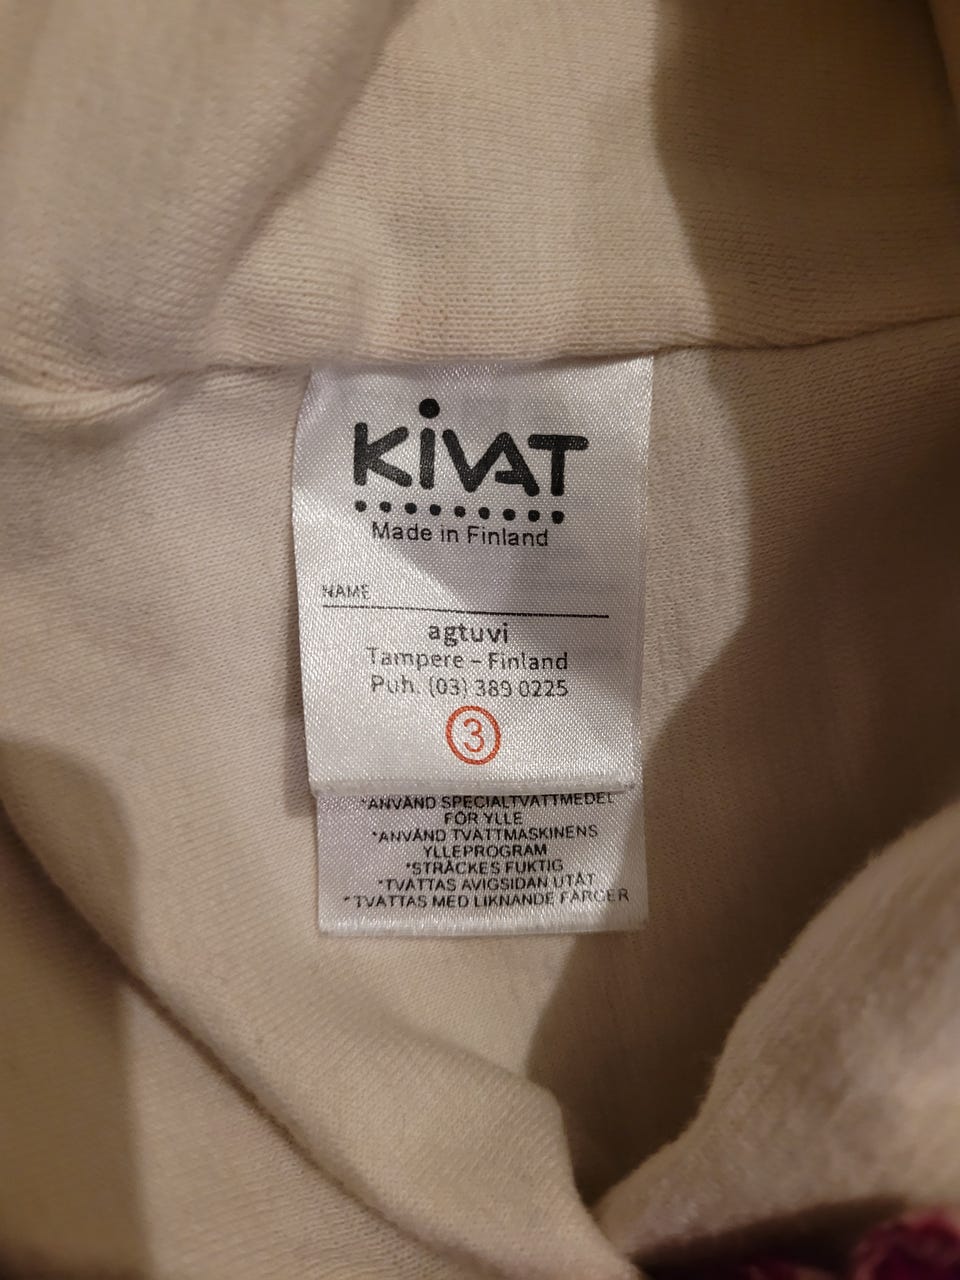 KiVAT
Made in Finland
NAME
agtuvi
Tampere – Finland
Puh. (03) 389 0225
3
*ANVÄND SPECIALTVÄTTMEDEL
FÖR YLLE
*ANVÄND TVÄTTMASKINENS
YLLEPROGRAM
*STRÄCKES FUKTIG
*TVÄTTAS AVIGSIDAN UTÅT
*TVÄTTAS MED LIKNANDE FÄRGER